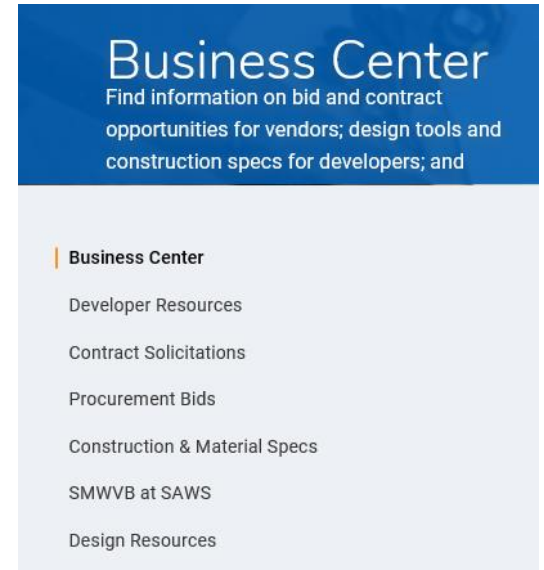 Business Center
Find information on bid and contract
opportunities for vendors; design tools and
construction specs for developers; and
Business Center
Developer Resources
Contract Solicitations
Procurement Bids
Construction & Material Specs
SMWVB at SAWS
Design Resources